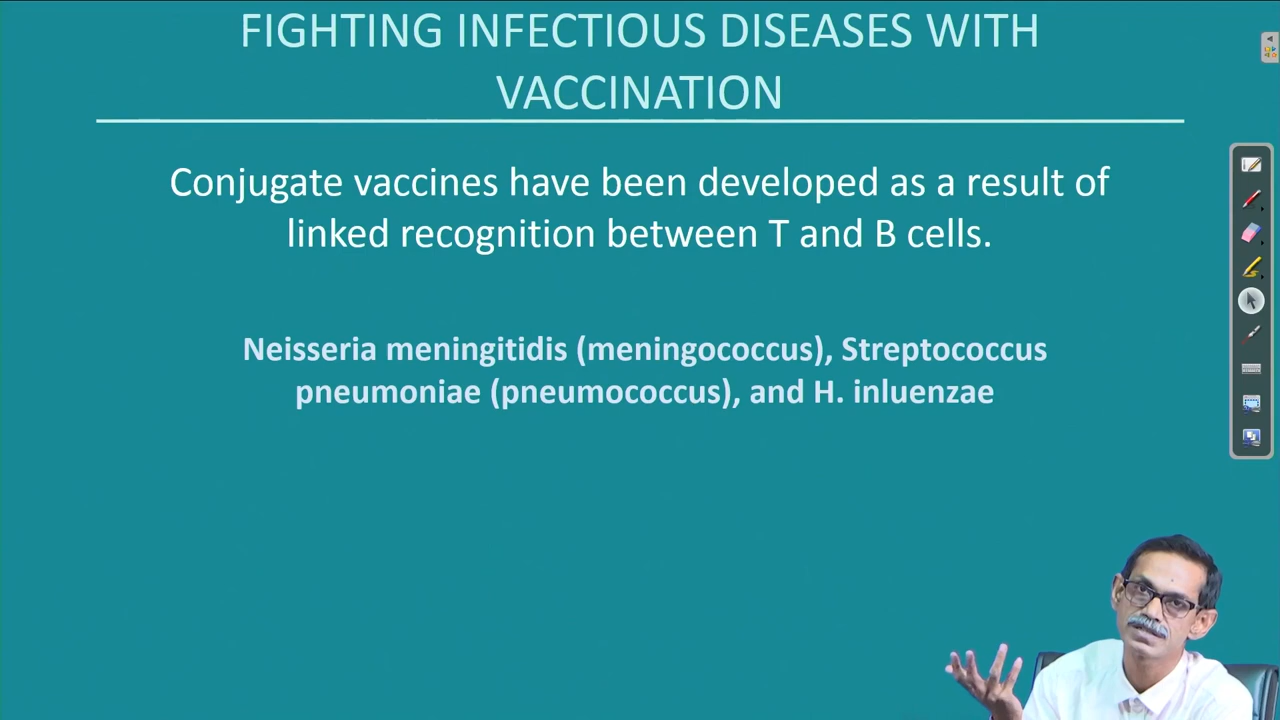 FIGHTING INFECTIOUS DISEASES WITH
VACCINATION
Conjugate vaccines have been developed as a result of
linked recognition between T and B cells.
Neisseria meningitidis (meningococcus), Streptococcus
pneumoniae (pneumococcus), and H. inluenzae